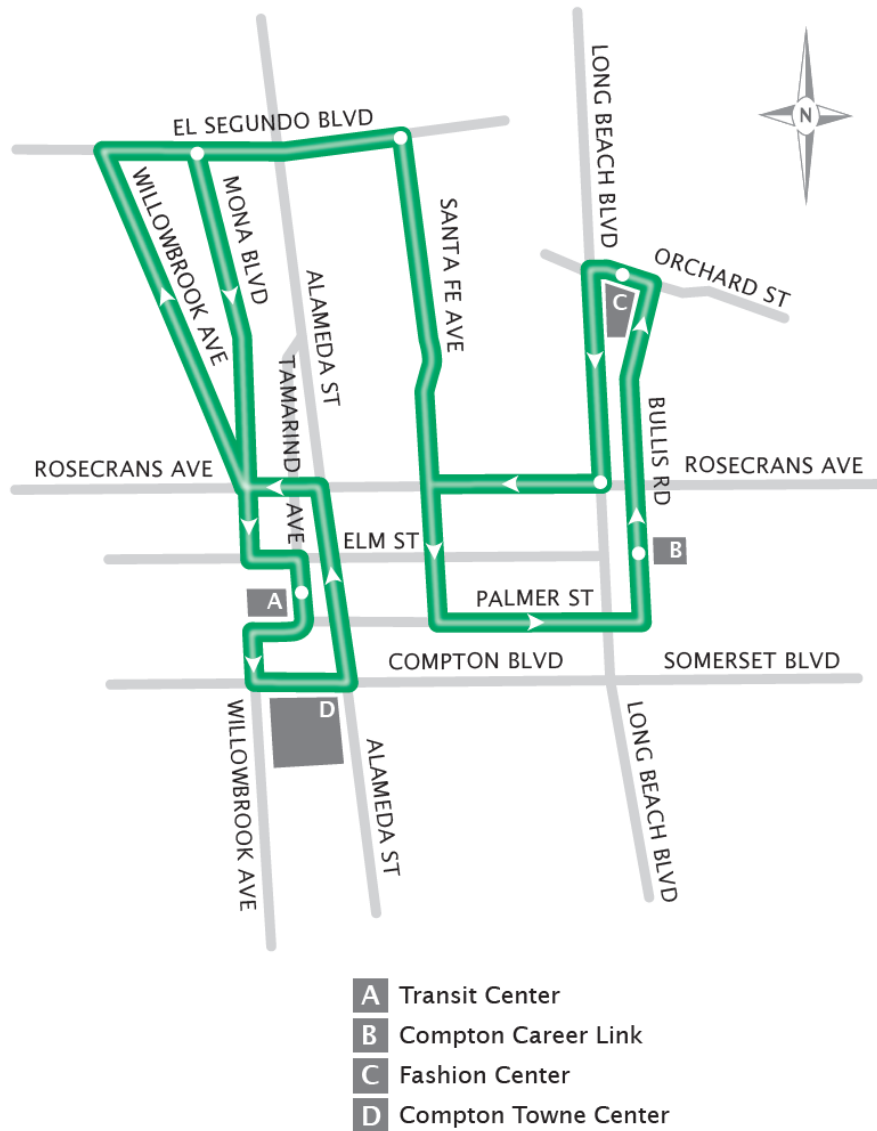 EL SEGUNDO BLVD
LONG BEACH BLVD
N
WILLOWBROOK AVE
MONA BLVD
SANTA FE AVE
ALAMEDA ST
ORCHARD ST
C
TAMARIND AVE
BULLIS RD
ROSECRANS AVE
ROSECRANS AVE
ELM ST
B
A
PALMER ST
COMPTON BLVD
SOMERSET BLVD
D
WILLOWBROOK AVE
ALAMEDA ST
LONG BEACH BLVD
A Transit Center
B Compton Career Link
C Fashion Center
D Compton Towne Center